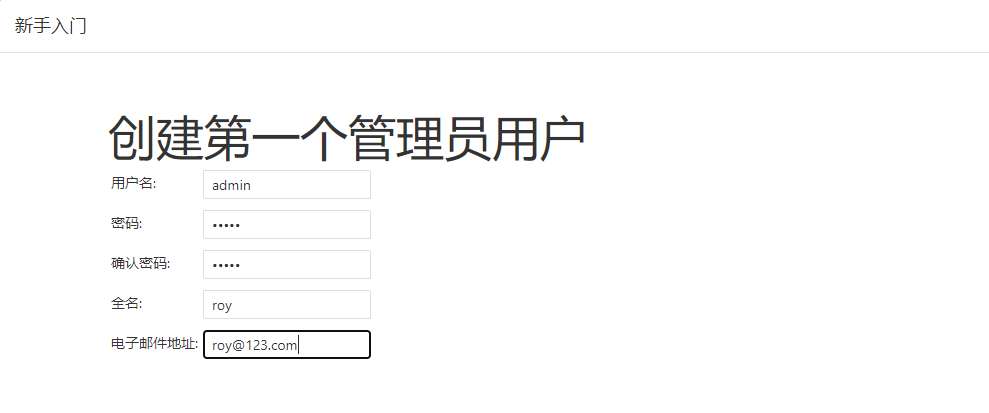 新手入门
创建第一个管理员用户
用户名: admin
密码: •••••
确认密码: •••••
全名: roy
电子邮件地址: roy@123.com